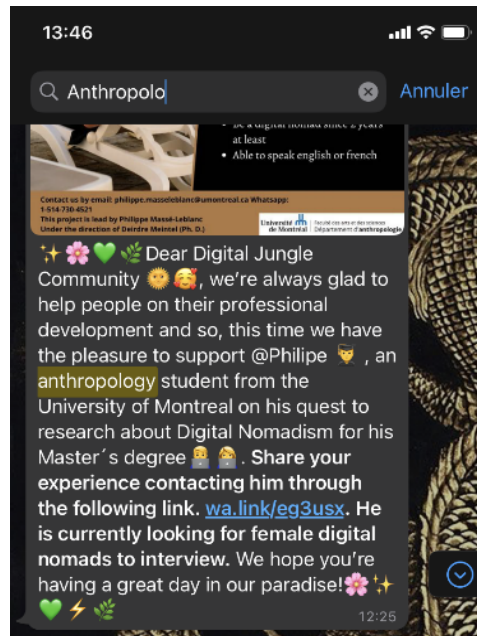 13:46
Anthropolo
Annuler
• Be a digital nomad since 2 years
at least
• Able to speak english or french
Contact us by email: philippe.masseleblanc@umontreal.ca Whatsapp:
1-514-730-4521
This project is lead by Philippe Massé-Leblanc
Under the direction of Deirdre Meintel (Ph. D.)
Université de Montréal
Faculté des arts et des sciences
Département d'anthropologie
✨🌸💚🌿Dear Digital Jungle
Community 🌞🥰, we're always glad to
help people on their professional
development and so, this time we have
the pleasure to support @Philipe 👨‍🎓 , an
anthropology student from the
University of Montreal on his quest to
research about Digital Nomadism for his
Master´s degree👨‍💻👩‍💻. Share your
experience contacting him through
the following link. wa.link/eg3usx. He
is currently looking for female digital
nomads to interview. We hope you're
having a great day in our paradise!🌸✨
💚⚡🌿
12:25